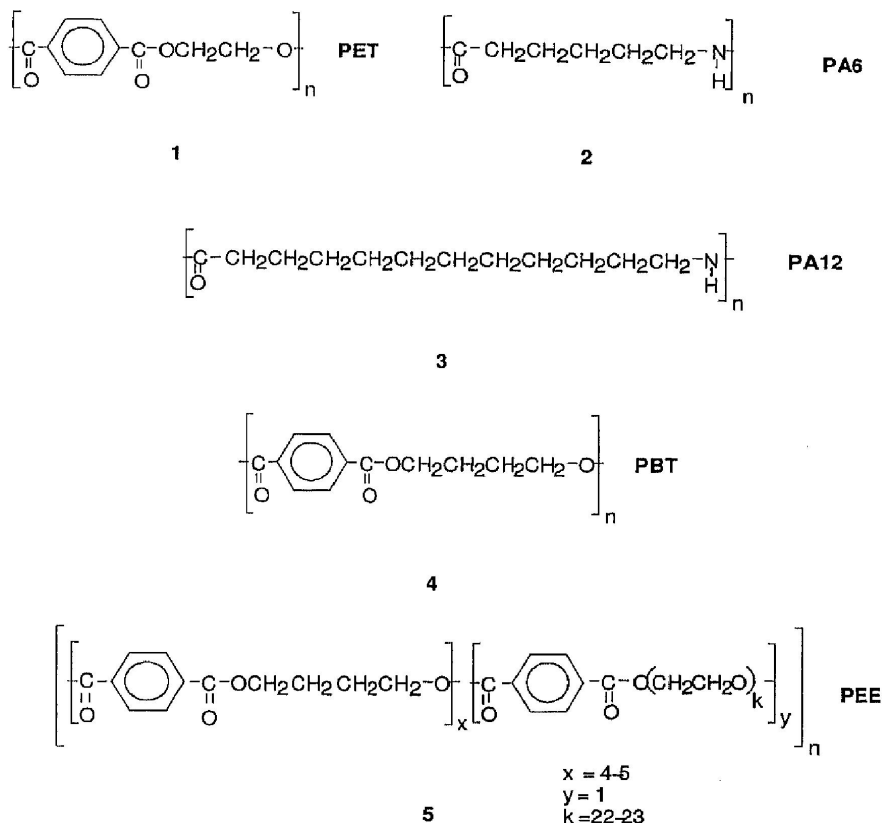 C OCH2CH2-O n PET
O C O
1
C CH2CH2CH2CH2CH2-N n PA6
O H
2
C-CH2CH2CH2CH2CH2CH2CH2CH2CH2CH2CH2-N n PA12
O H
3
C C-OCH2CH2CH2CH2-O n PBT
O O
4
C C-OCH2CH2CH2CH2-O x C C-O(CH2CH2O)k y n PEE
O O O O
x = 4-5
y = 1
k =22-23
5